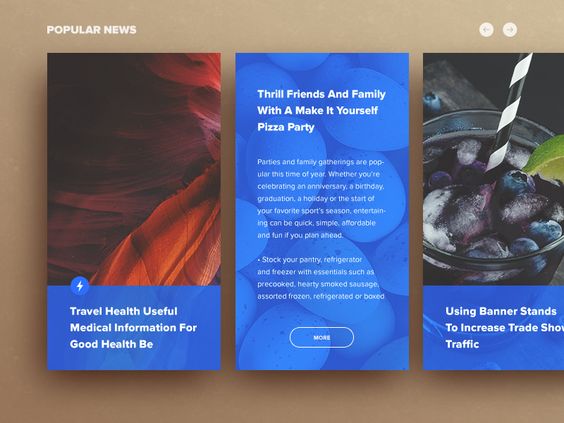 POPULAR NEWS
Travel Health Useful
Medical Information For
Good Health Be
Thrill Friends And Family
With A Make It Yourself
Pizza Party
Parties and family gatherings are pop-
ular this time of year. Whether you're
celebrating an anniversary, a birthday,
graduation, a holiday or the start of
your favorite sport's season, entertain-
ing can be quick, simple, affordable
and fun if you plan ahead.
• Stock your pantry, refrigerator
and freezer with essentials such as
precooked, hearty smoked sausage,
assorted frozen, refrigerated or boxed
MORE
Using Banner Stands
To Increase Trade Show
Traffic